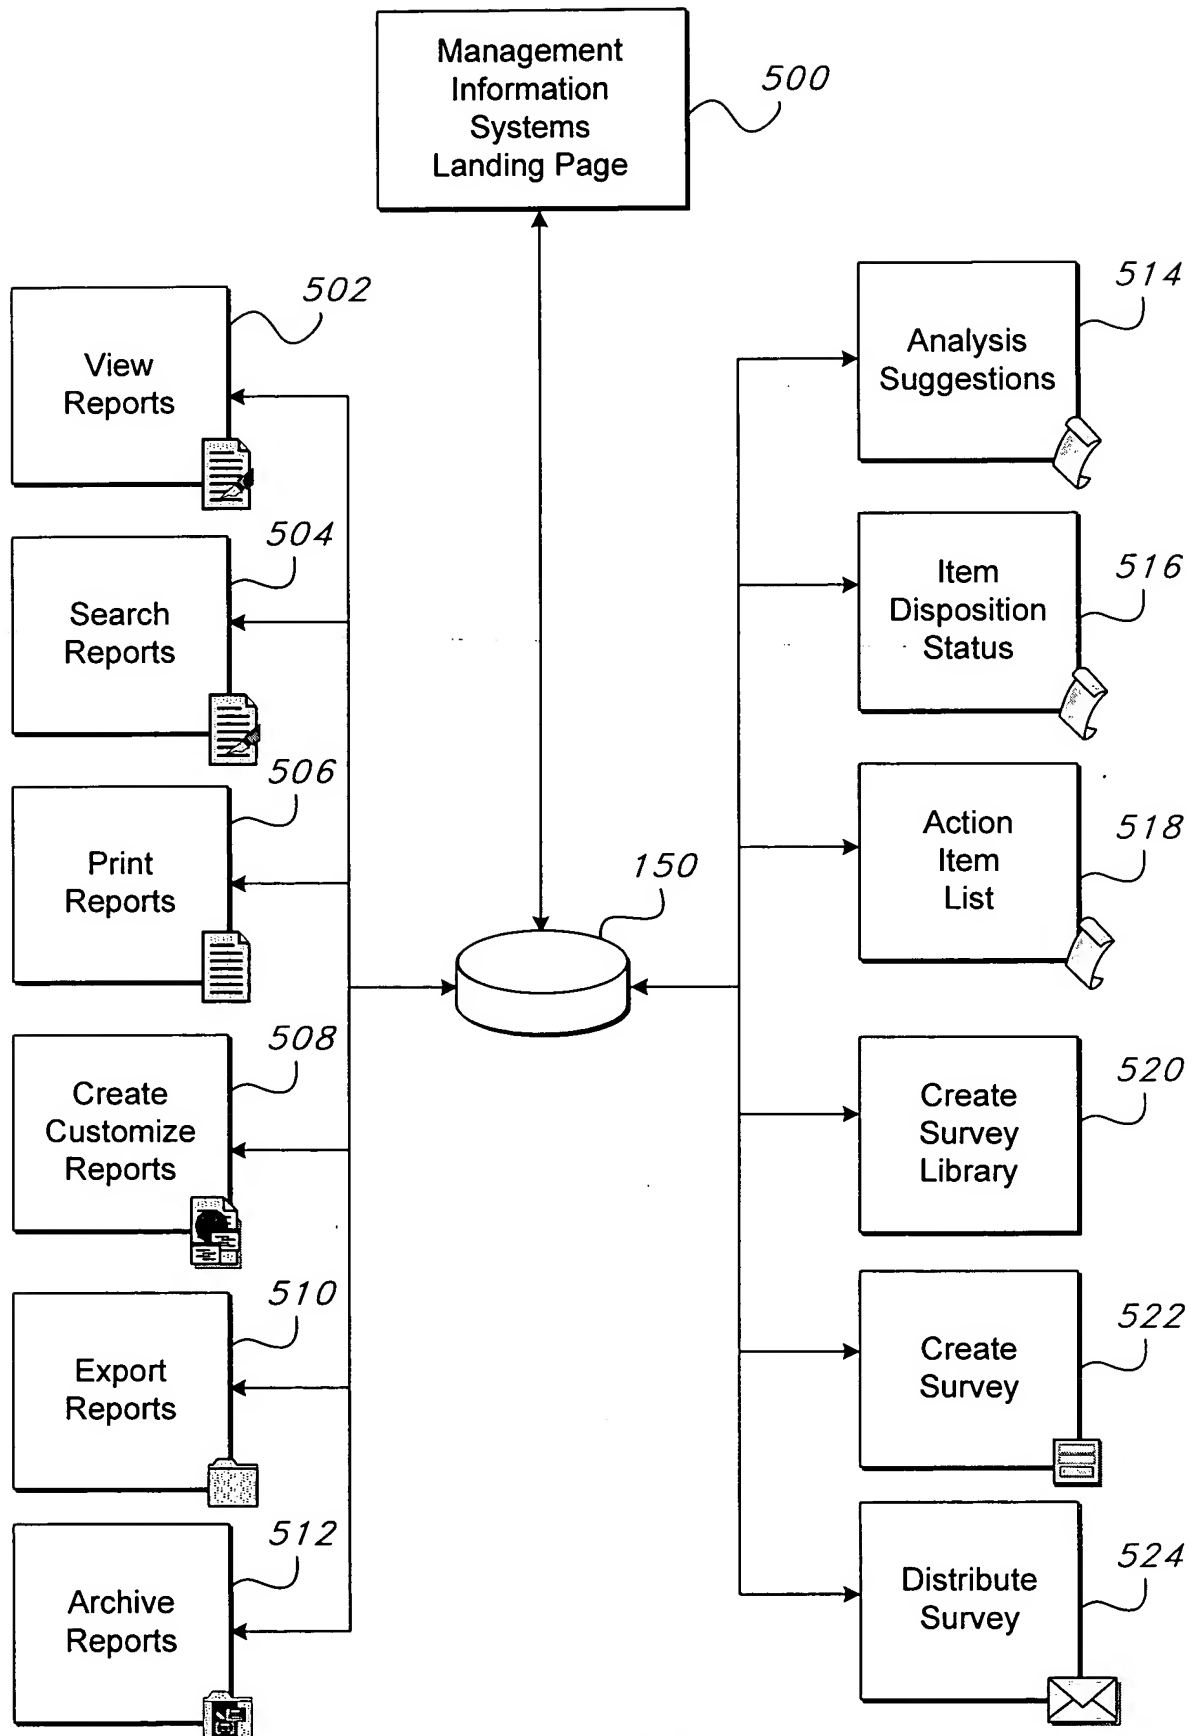 Management
Information
Systems
Landing Page
500
502
View
Reports
504
Search
Reports
506
Print
Reports
508
Create
Customize
Reports
510
Export
Reports
512
Archive
Reports
150
514
Analysis
Suggestions
516
Item
Disposition
Status
518
Action
Item
List
520
Create
Survey
Library
522
Create
Survey
524
Distribute
Survey